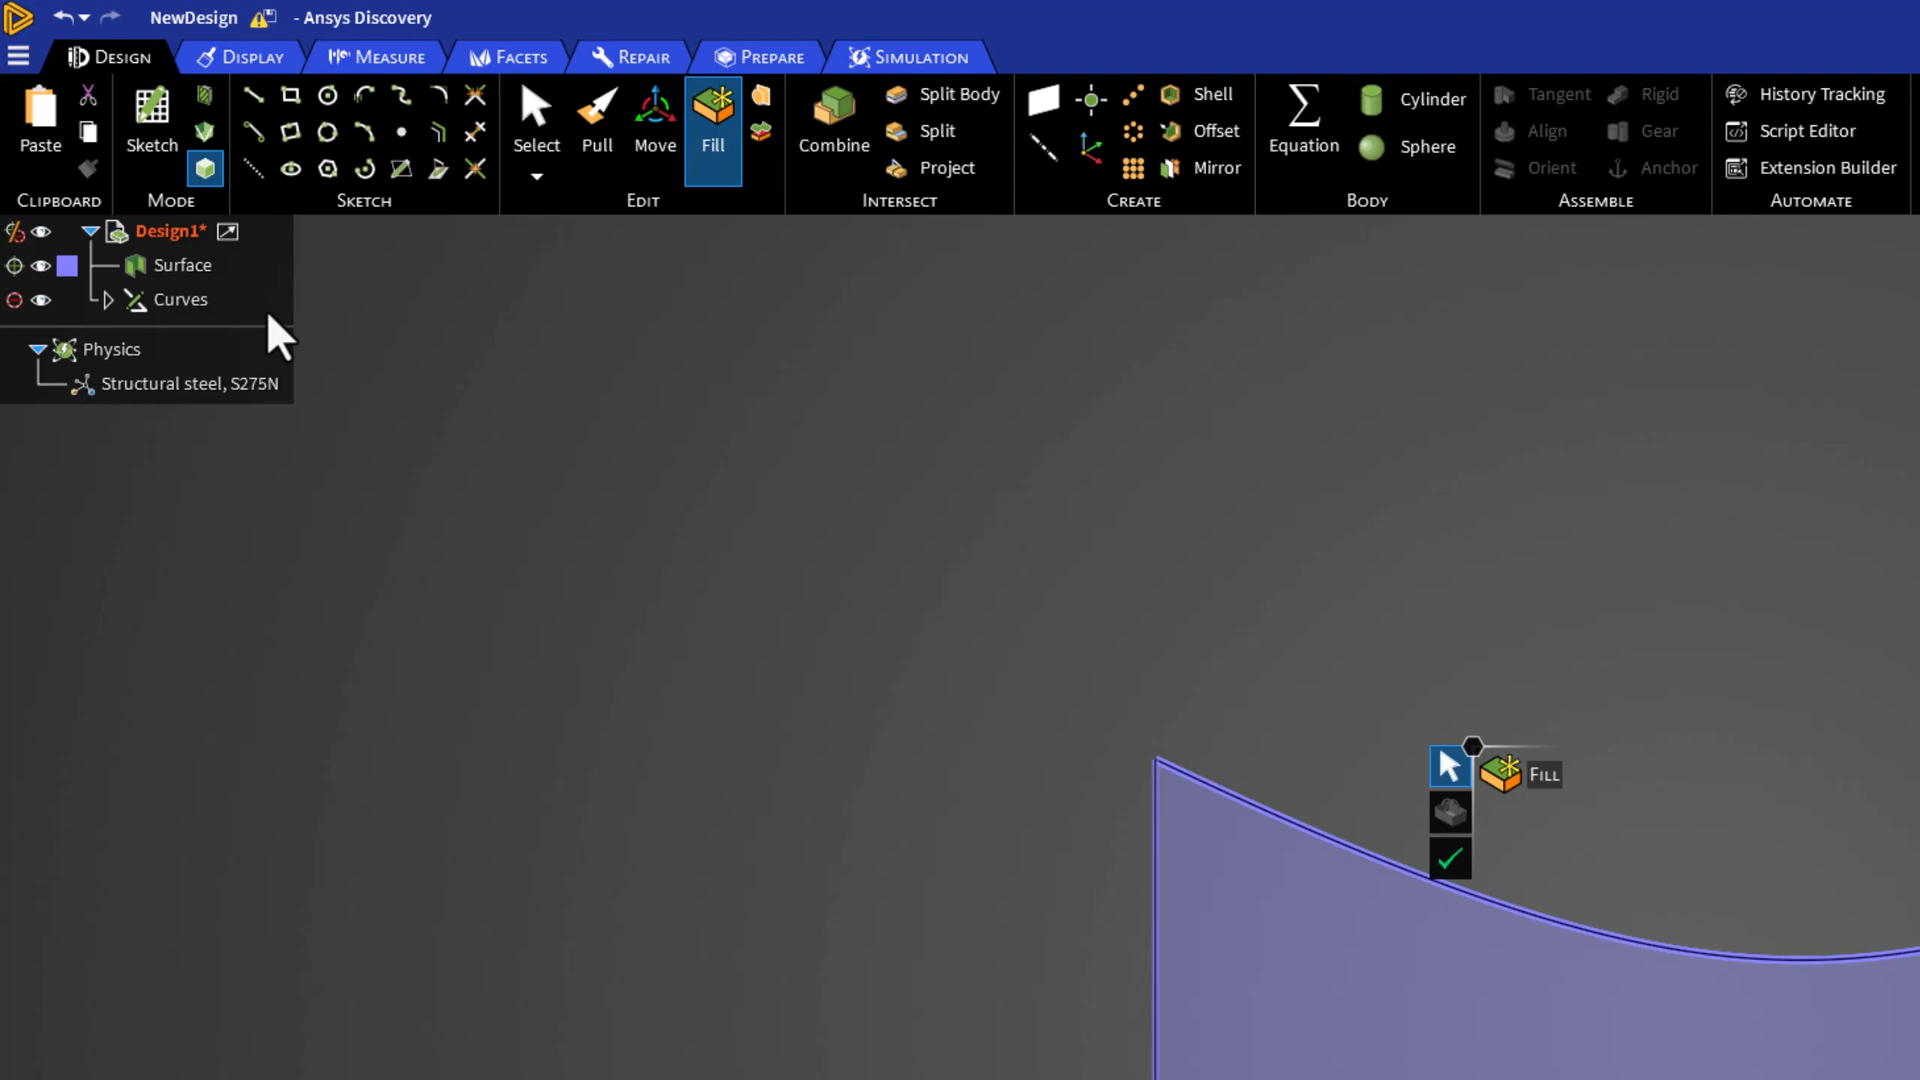 NewDesign - Ansys Discovery
Design Display Measure Facets Repair Prepare Simulation
Paste Sketch Select Pull Move Fill Combine Split Body Split Project Shell Offset Mirror Equation Cylinder Sphere Tangent Rigid Align Gear Orient Anchor History Tracking Script Editor Extension Builder
Clipboard Mode Sketch Edit Intersect Create Body Assemble Automate
Design1*
Surface
Curves
Physics
Structural steel, S275N
Fill